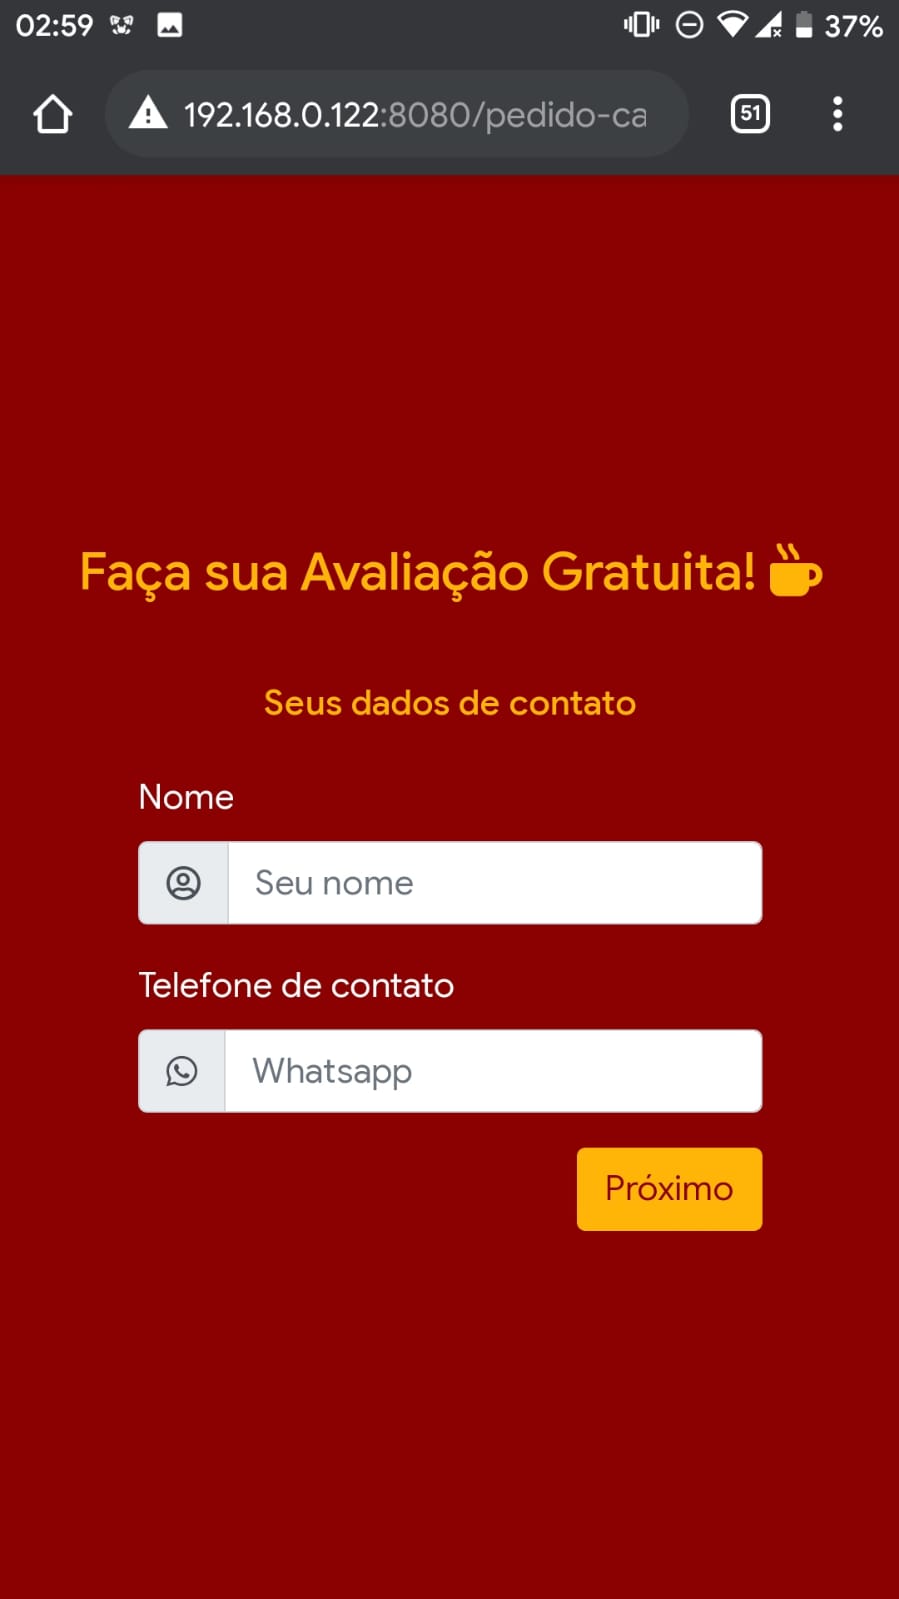 02:59
37%
192.168.0.122:8080/pedido-ca
51
Faça sua Avaliação Gratuita!
Seus dados de contato
Nome
Seu nome
Telefone de contato
Whatsapp
Próximo